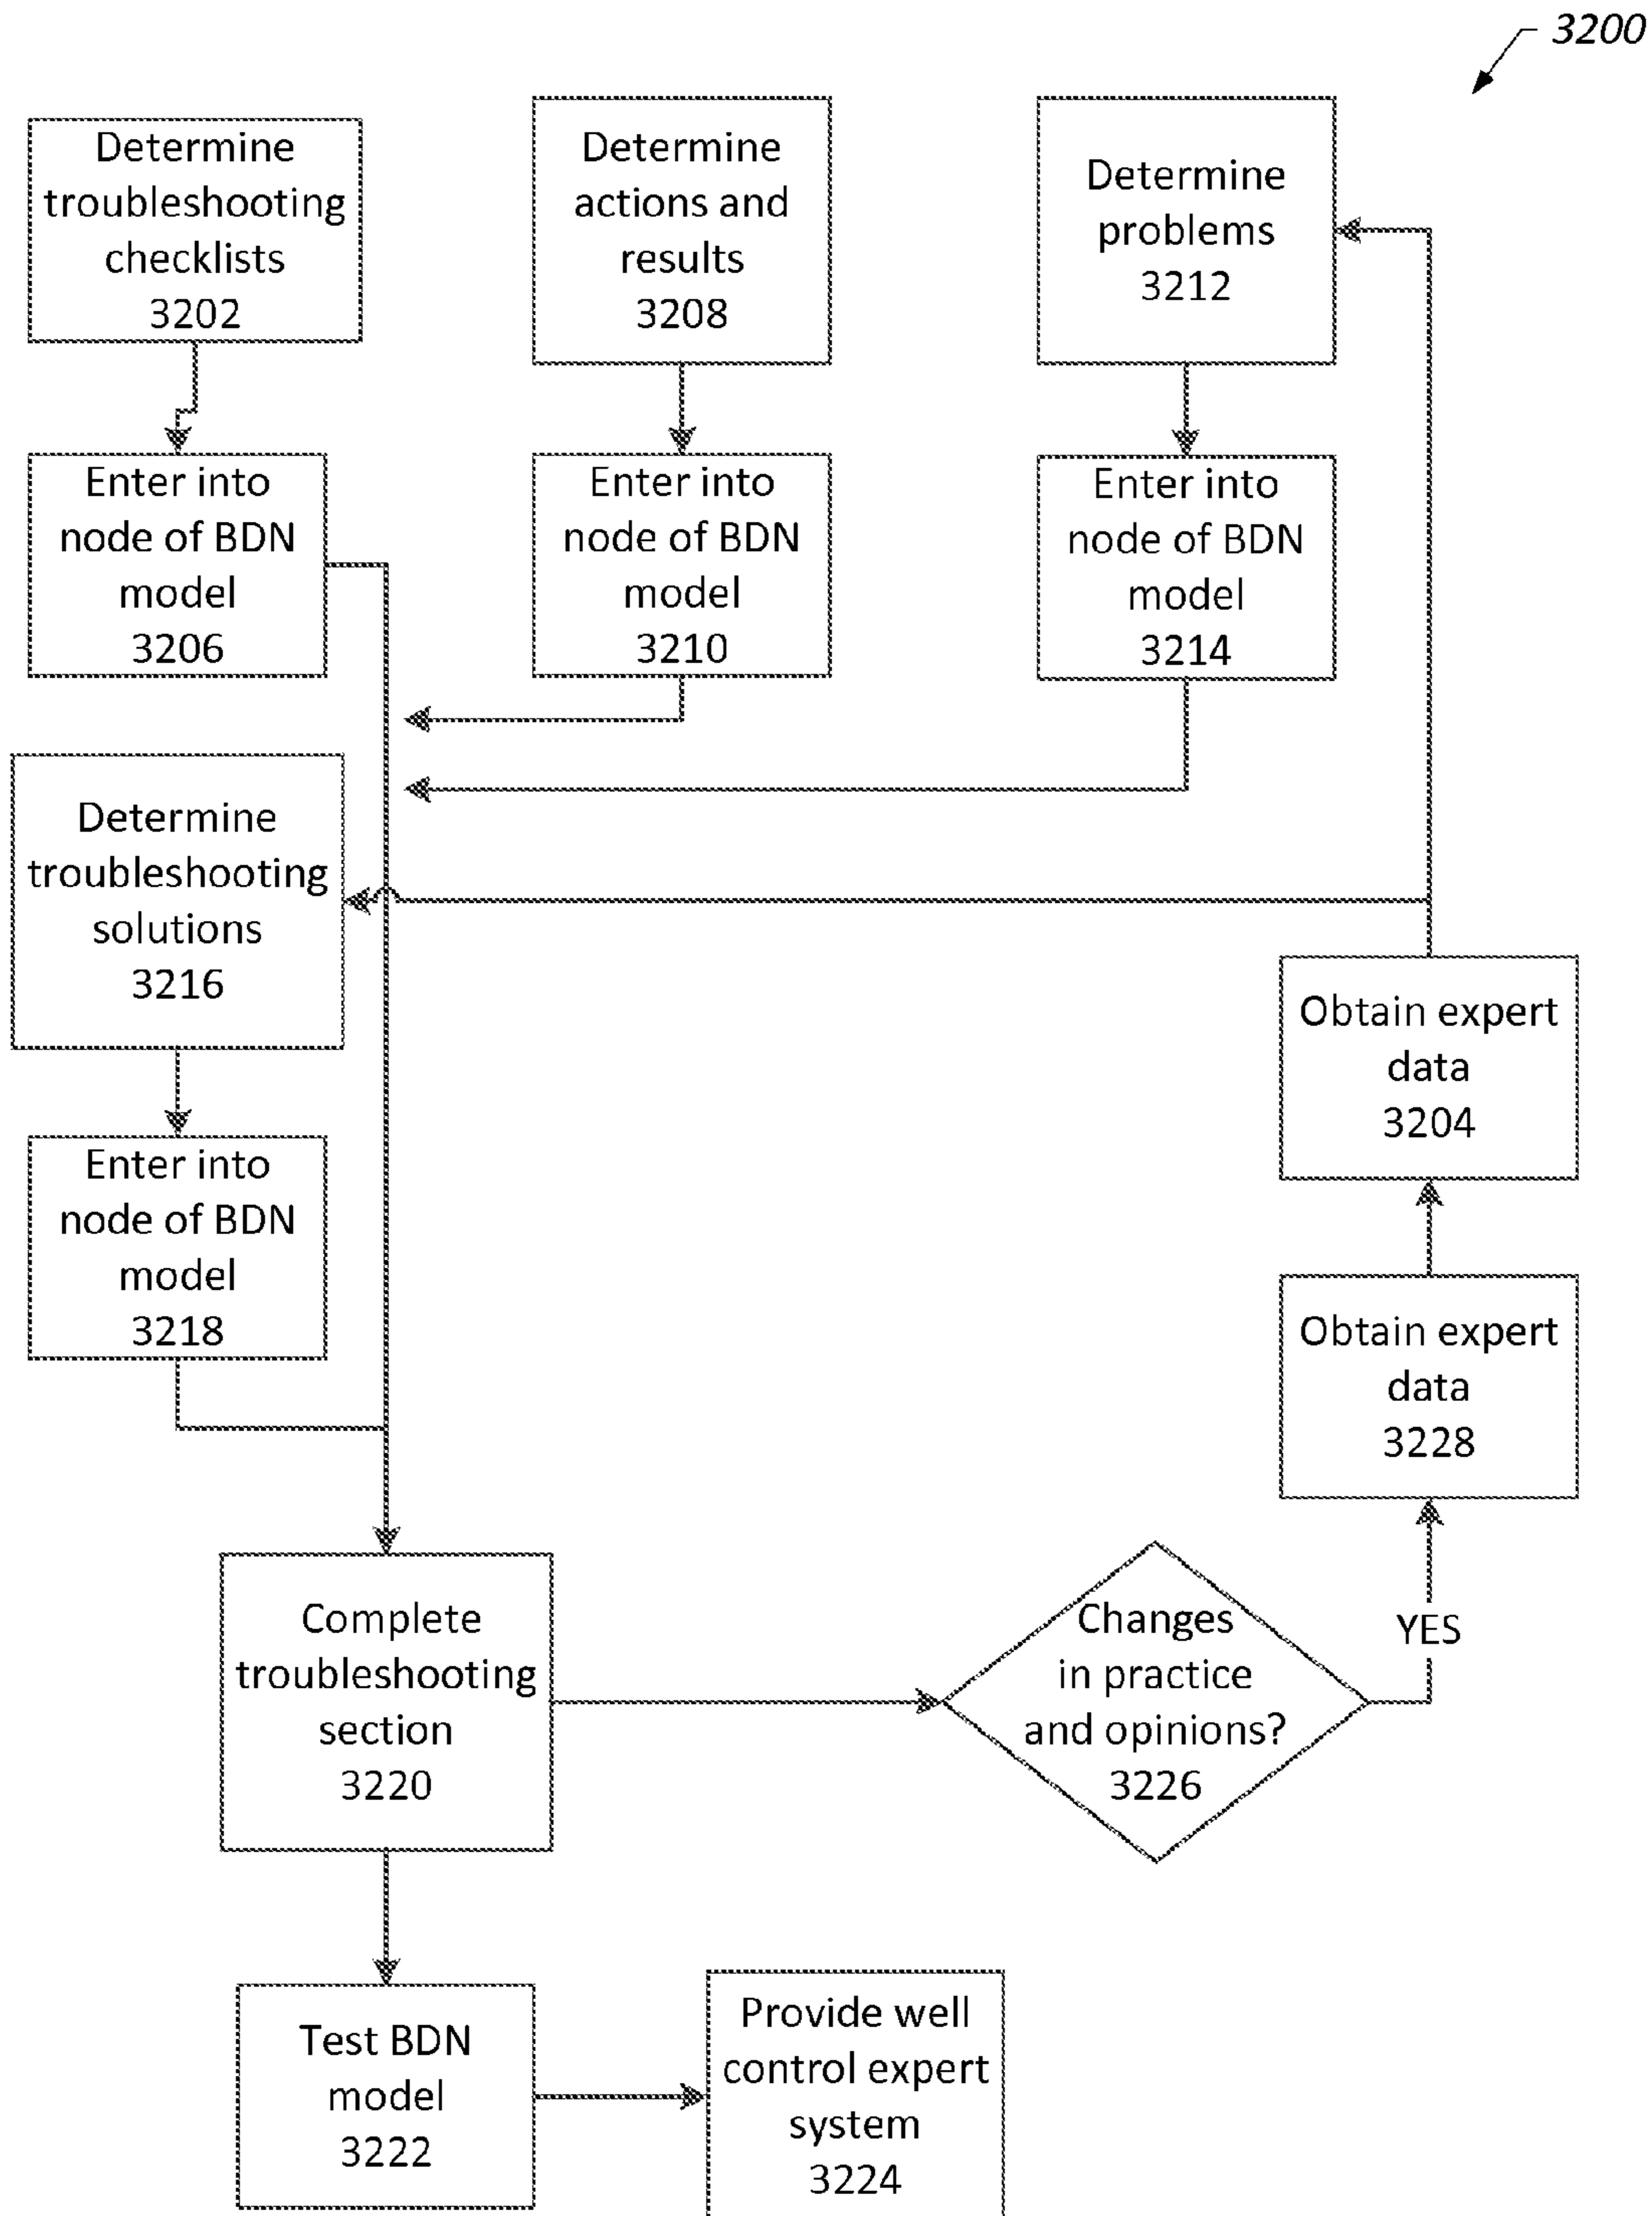 3200
Determine
troubleshooting
checklists
3202
Determine
actions and
results
3208
Determine
problems
3212
Enter into
node of BDN
model
3206
Enter into
node of BDN
model
3210
Enter into
node of BDN
model
3214
Determine
troubleshooting
solutions
3216
Obtain expert
data
3204
Enter into
node of BDN
model
3218
Obtain expert
data
3228
Complete
troubleshooting
section
3220
Changes
in practice
and opinions?
3226
YES
Test BDN
model
3222
Provide well
control expert
system
3224